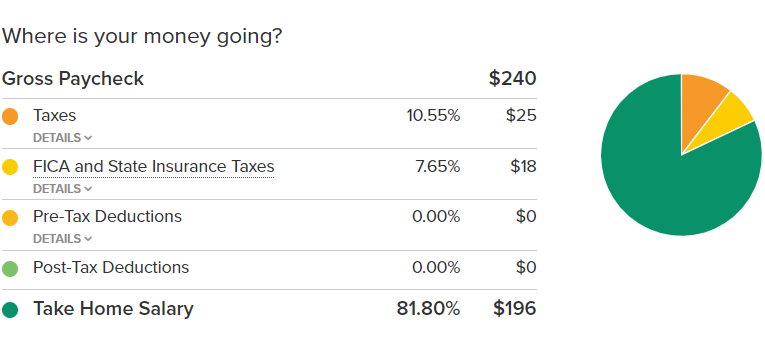 Where is your money going?
Gross Paycheck $240
Taxes 10.55% $25
DETAILS
FICA and State Insurance Taxes 7.65% $18
DETAILS
Pre-Tax Deductions 0.00% $0
DETAILS
Post-Tax Deductions 0.00% $0
Take Home Salary 81.80% $196